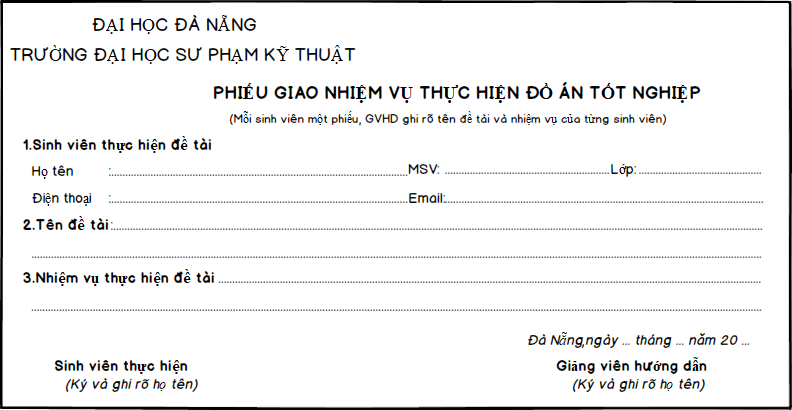 ĐẠI HỌC ĐÀ NẴNG
TRƯỜNG ĐẠI HỌC SƯ PHẠM KỸ THUẬT
PHIẾU GIAO NHIỆM VỤ THỰC HIỆN ĐỒ ÁN TỐT NGHIỆP
(Mỗi sinh viên một phiếu, GVHD ghi rõ tên đề tài và nhiệm vụ của từng sinh viên)
1.Sinh viên thực hiện đề tài
Họ tên :........................ MSV: ........................ Lớp:........................
Điện thoại :........................ Email:........................
2.Tên đề tài:........................
........................
3.Nhiệm vụ thực hiện đề tài ........................
........................
Đà Nẵng,ngày ... tháng ... năm 20 ...
Sinh viên thực hiện Giảng viên hướng dẫn
(Ký và ghi rõ họ tên) (Ký và ghi rõ họ tên)